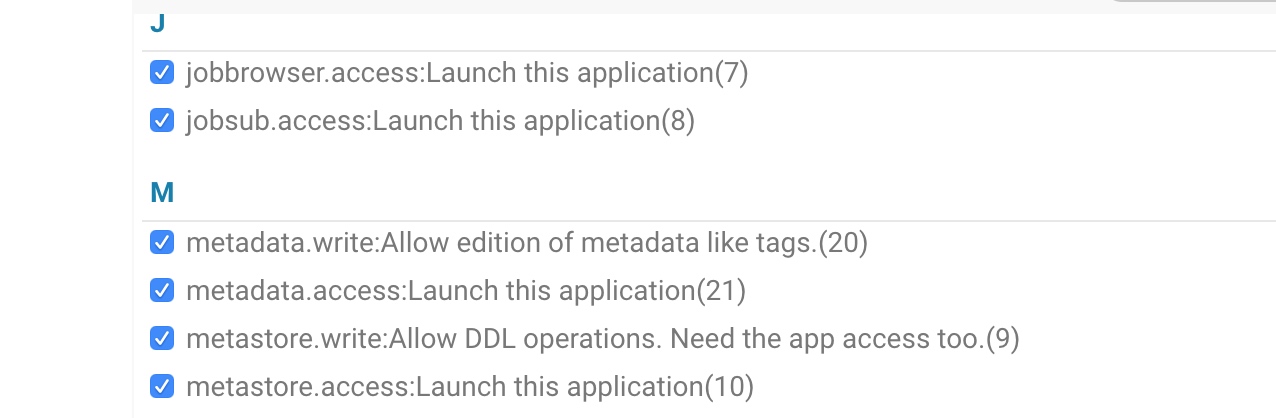 J
jobbrowser.access:Launch this application(7)
jobsub.access:Launch this application(8)
M
metadata.write:Allow edition of metadata like tags.(20)
metadata.access:Launch this application(21)
metastore.write:Allow DDL operations. Need the app access too.(9)
metastore.access:Launch this application(10)